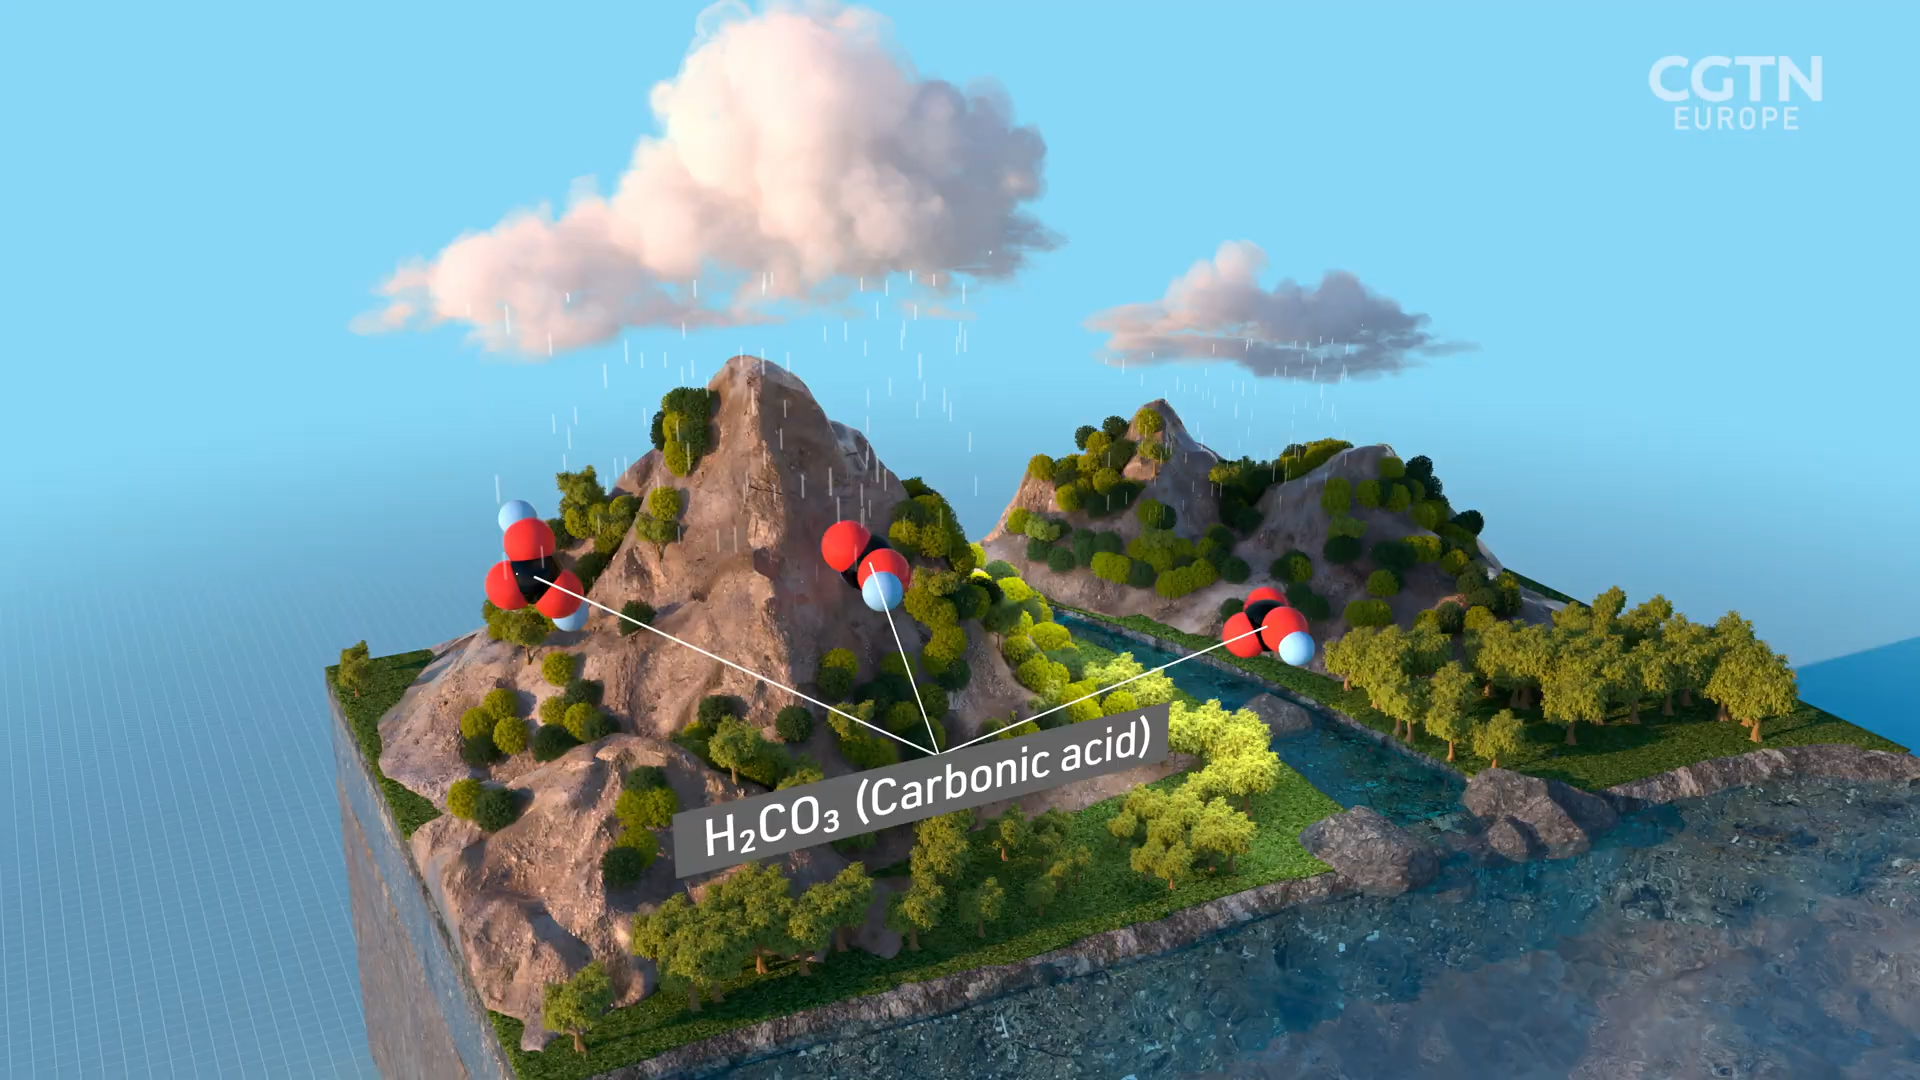 CGTN
EUROPE
H₂CO₃ (Carbonic acid)